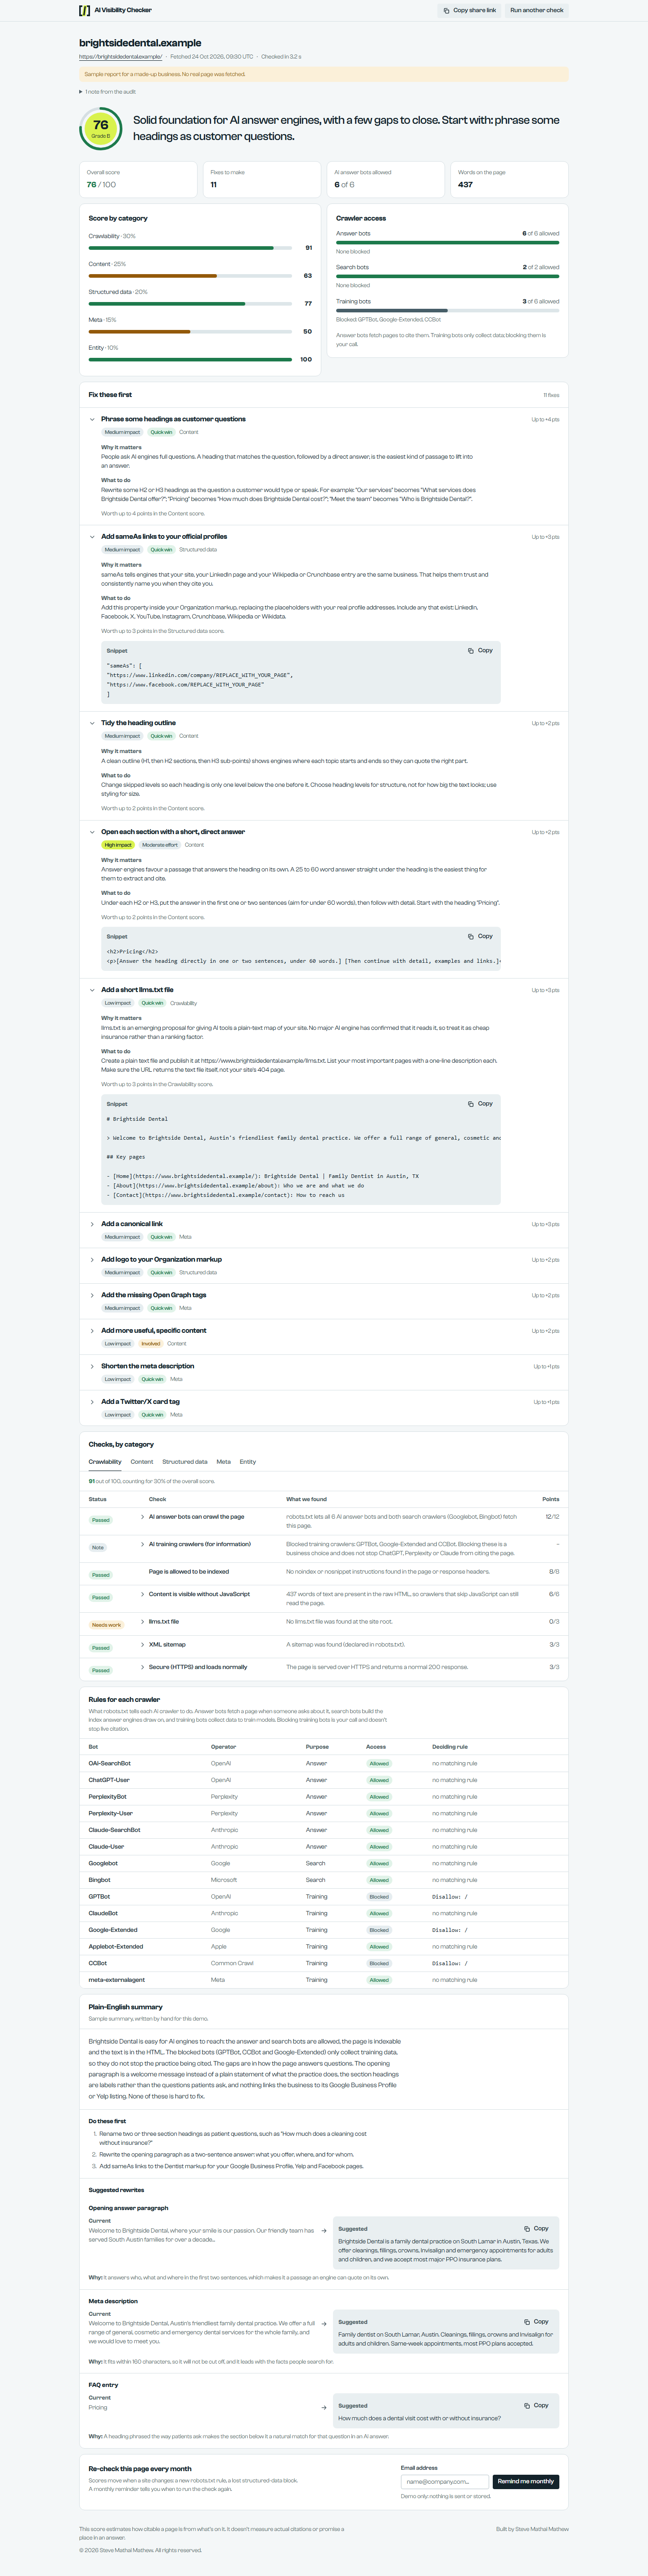 AI Visibility Checker
Copy share link
Run another check
brightsidedental.example
https://brightsidedental.example/ · Fetched 24 Oct 2026, 09:30 UTC · Checked in 3.2 s
Sample report for a made-up business. No real page was fetched.
1 note from the audit
76
Grade B
Solid foundation for AI answer engines, with a few gaps to close. Start with: phrase some
headings as customer questions.
Overall score
76 / 100
Fixes to make
11
AI answer bots allowed
6 of 6
Words on the page
437
Score by category
Crawlability · 30%
91
Content · 25%
63
Structured data · 20%
77
Meta · 15%
50
Entity · 10%
100
Crawler access
Answer bots
6 of 6 allowed
None blocked
Search bots
2 of 2 allowed
None blocked
Training bots
3 of 6 allowed
Blocked: GPTBot, Google-Extended, CCBot
Answer bots fetch pages to cite them. Training bots only collect data; blocking them is
your call.
Fix these first
11 fixes
Phrase some headings as customer questions
Up to +4 pts
Medium impact Quick win Content
Why it matters
People ask AI engines full questions. A heading that matches the question, followed by a direct answer, is the easiest kind of passage to lift into
an answer.
What to do
Rewrite some H2 or H3 headings as the question a customer would type or speak. For example: "Our services" becomes "What services does
Brightside Dental offer?"; "Pricing" becomes "How much does Brightside Dental cost?"; "Meet the team" becomes "Who is Brightside Dental?".
Worth up to 4 points in the Content score.
Add sameAs links to your official profiles
Up to +3 pts
Medium impact Quick win Structured data
Why it matters
sameAs tells engines that your site, your LinkedIn page and your Wikipedia or Crunchbase entry are the same business. That helps them trust and
consistently name you when they cite you.
What to do
Add this property inside your Organization markup, replacing the placeholders with your real profile addresses. Include any that exist: LinkedIn,
Facebook, X, YouTube, Instagram, Crunchbase, Wikipedia or Wikidata.
Worth up to 3 points in the Structured data score.
Snippet
Copy
"sameAs": [
"https://www.linkedin.com/company/REPLACE_WITH_YOUR_PAGE",
"https://www.facebook.com/REPLACE_WITH_YOUR_PAGE"
]
Tidy the heading outline
Up to +2 pts
Medium impact Quick win Content
Why it matters
A clean outline (H1, then H2 sections, then H3 sub-points) shows engines where each topic starts and ends so they can quote the right part.
What to do
Change skipped levels so each heading is only one level below the one before it. Choose heading levels for structure, not for how big the text looks; use
styling for size.
Worth up to 2 points in the Content score.
Open each section with a short, direct answer
Up to +2 pts
High impact Moderate effort Content
Why it matters
Answer engines favour a passage that answers the heading on its own. A 25 to 60 word answer straight under the heading is the easiest thing for
them to extract and cite.
What to do
Under each H2 or H3, put the answer in the first one or two sentences (aim for under 60 words), then follow with detail. Start with the heading "Pricing".
Worth up to 2 points in the Content score.
Snippet
Copy
<h2>Pricing</h2>
<p>[Answer the heading directly in one or two sentences, under 60 words.] [Then continue with detail, examples and links.]<
Add a short llms.txt file
Up to +3 pts
Low impact Quick win Crawlability
Why it matters
llms.txt is an emerging proposal for giving AI tools a plain-text map of your site. No major AI engine has confirmed that it reads it, so treat it as cheap
insurance rather than a ranking factor.
What to do
Create a plain text file and publish it at https://www.brightsidedental.example/llms.txt. List your most important pages with a one-line description each.
Make sure the URL returns the text file itself, not your site's 404 page.
Worth up to 3 points in the Crawlability score.
Snippet
Copy
# Brightside Dental
> Welcome to Brightside Dental, Austin's friendliest family dental practice. We offer a full range of general, cosmetic and
## Key pages
- [Home](https://www.brightsidedental.example/): Brightside Dental | Family Dentist in Austin, TX
- [About](https://www.brightsidedental.example/about): Who we are and what we do
- [Contact](https://www.brightsidedental.example/contact): How to reach us
Add a canonical link
Up to +3 pts
Medium impact Quick win Meta
Add logo to your Organization markup
Up to +2 pts
Medium impact Quick win Structured data
Add the missing Open Graph tags
Up to +2 pts
Medium impact Quick win Meta
Add more useful, specific content
Up to +2 pts
Low impact Involved Content
Shorten the meta description
Up to +1 pts
Low impact Quick win Meta
Add a Twitter/X card tag
Up to +1 pts
Low impact Quick win Meta
Checks, by category
Crawlability Content Structured data Meta Entity
91 out of 100, counting for 30% of the overall score.
Status Check What we found Points
Passed AI answer bots can crawl the page robots.txt lets all 6 AI answer bots and both search crawlers (Googlebot, Bingbot) fetch 12/12
this page.
Note AI training crawlers (for information) Blocked training crawlers: GPTBot, Google-Extended and CCBot. Blocking these is a –
business choice and does not stop ChatGPT, Perplexity or Claude from citing the page.
Passed Page is allowed to be indexed No noindex or nosnippet instructions found in the page or response headers. 6/6
Passed Content is visible without JavaScript 437 words of text are present in the raw HTML, so crawlers that skip JavaScript can still 6/6
read the page.
Needs work llms.txt file No llms.txt file was found at the site root. 0/3
Passed XML sitemap A sitemap was found (declared in robots.txt). 3/3
Passed Secure (HTTPS) and loads normally The page is served over HTTPS and returns a normal 200 response. 3/3
Rules for each crawler
What robots.txt tells each AI crawler to do. Answer bots fetch a page when someone asks about it, search bots build the
index answer engines draw on, and training bots collect data to train models. Blocking training bots is your call and does not
stop live citation.
Bot Operator Purpose Access Deciding rule
OAI-SearchBot OpenAI Answer Allowed no matching rule
ChatGPT-User OpenAI Answer Allowed no matching rule
PerplexityBot Perplexity Answer Allowed no matching rule
Perplexity-User Perplexity Answer Allowed no matching rule
Claude-SearchBot Anthropic Answer Allowed no matching rule
Claude-User Anthropic Answer Allowed no matching rule
Googlebot Google Search Allowed no matching rule
Bingbot Microsoft Search Allowed no matching rule
GPTBot OpenAI Training Blocked Disallow: /
ClaudeBot Anthropic Training Allowed no matching rule
Google-Extended Google Training Blocked Disallow: /
Applebot-Extended Apple Training Allowed no matching rule
CCBot Common Crawl Training Blocked Disallow: /
meta-externalagent Meta Training Allowed no matching rule
Plain-English summary
Sample summary, written by hand for this demo.
Brightside Dental is easy for AI engines to reach: the answer and search bots are allowed, the page is indexable
and the text is in the HTML. The blocked bots (GPTBot, CCBot and Google-Extended) only collect training data,
so they do not stop the practice being cited. The gaps are in how the page answers questions. The opening
paragraph is a welcome message instead of a plain statement of what the practice does, the section headings
are labels rather than the questions patients ask, and nothing links the business to its Google Business Profile
or Yelp listing. None of these is hard to fix.
Do these first
1. Rename two or three section headings as patient questions, such as "How much does a cleaning cost
without insurance?"
2. Rewrite the opening paragraph as a two-sentence answer: what you offer, where, and for whom.
3. Add sameAs links to the Dentist markup for your Google Business Profile, Yelp and Facebook pages.
Suggested rewrites
Opening answer paragraph
Current
Welcome to Brightside Dental, where your smile is our passion. Our friendly team has
served South Austin families for over a decade...
Suggested
Copy
Brightside Dental is a family dental practice on South Lamar in Austin, Texas. We
offer cleanings, fillings, crowns, Invisalign and emergency appointments for adults
and children, and we accept most major PPO insurance plans.
Why: It answers who, what and where in the first two sentences, which makes it a passage an engine can quote on its own.
Meta description
Current
Welcome to Brightside Dental, Austin's friendliest family dental practice. We offer a full
range of general, cosmetic and emergency dental services for the whole family, and
we would love to meet you.
Suggested
Copy
Family dentist on South Lamar, Austin. Cleanings, fillings, crowns and Invisalign for
adults and children. Same-week appointments, most PPO plans accepted.
Why: It fits within 160 characters, so it will not be cut off, and it leads with the facts people search for.
FAQ entry
Current
Pricing
Suggested
Copy
How much does a dental visit cost with or without insurance?
Why: A heading phrased the way patients ask makes the section below it a natural match for that question in an AI answer.
Re-check this page every month
Scores move when a site changes: a new robots.txt rule, a lost structured-data block.
A monthly reminder tells you when to run the check again.
Email address
name@company.com...
Remind me monthly
Demo only: nothing is sent or stored.
This score estimates how citable a page is from what's on it. It doesn't measure actual citations or promise a
place in an answer.
Built by Steve Mathai Mathew
© 2026 Steve Mathai Mathew. All rights reserved.